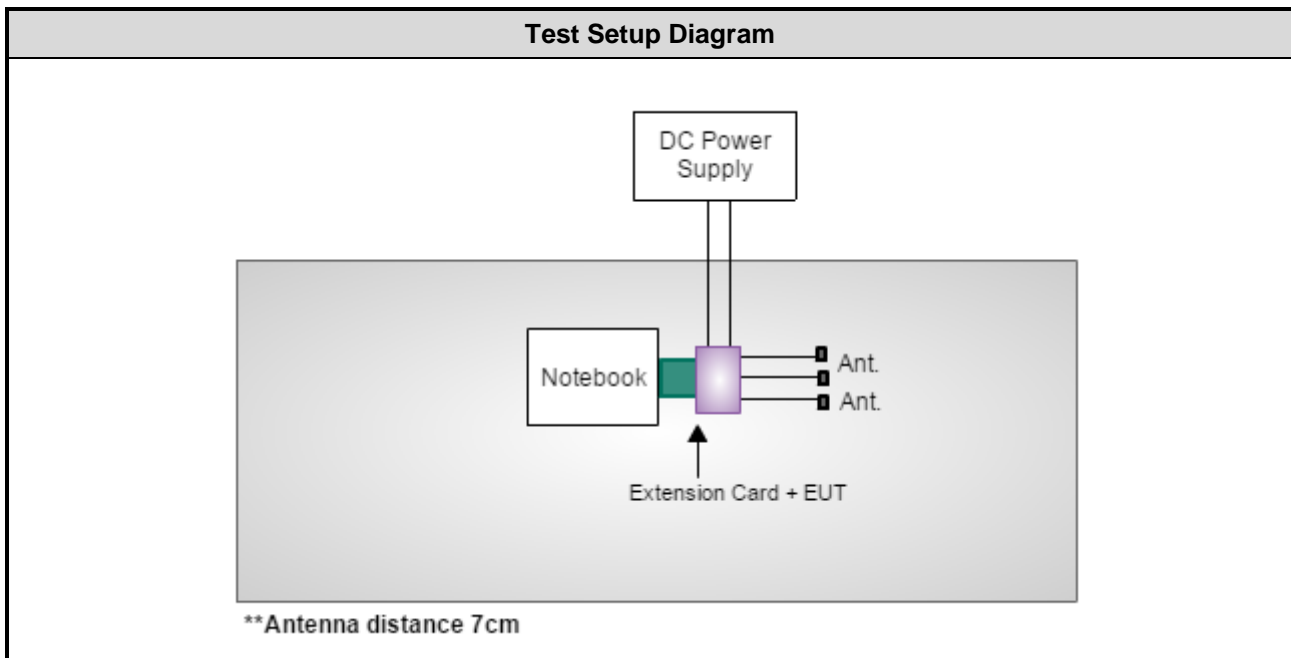 Test Setup Diagram
DC Power
Supply
Notebook
Ant.
Ant.
Extension Card + EUT
**Antenna distance 7cm